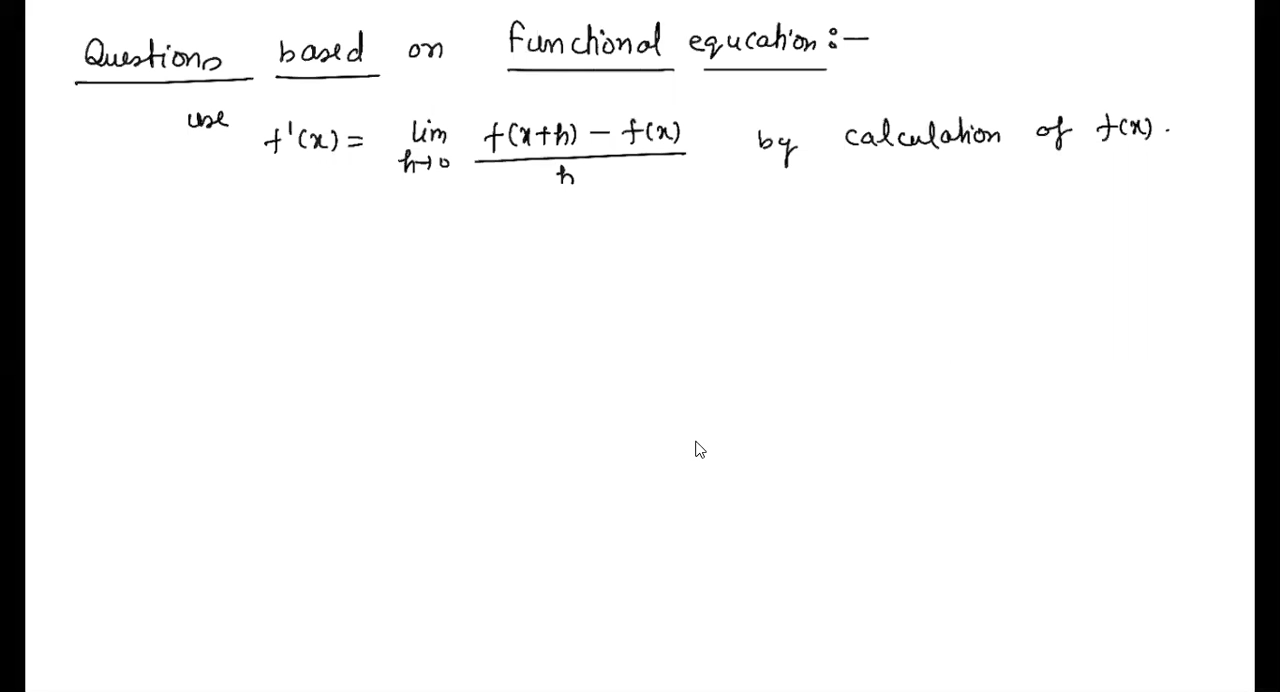 Questions based on functional equcation :-
use f'(x) = lim h→0 f(x+h) - f(x) / h by calculation of f(x).